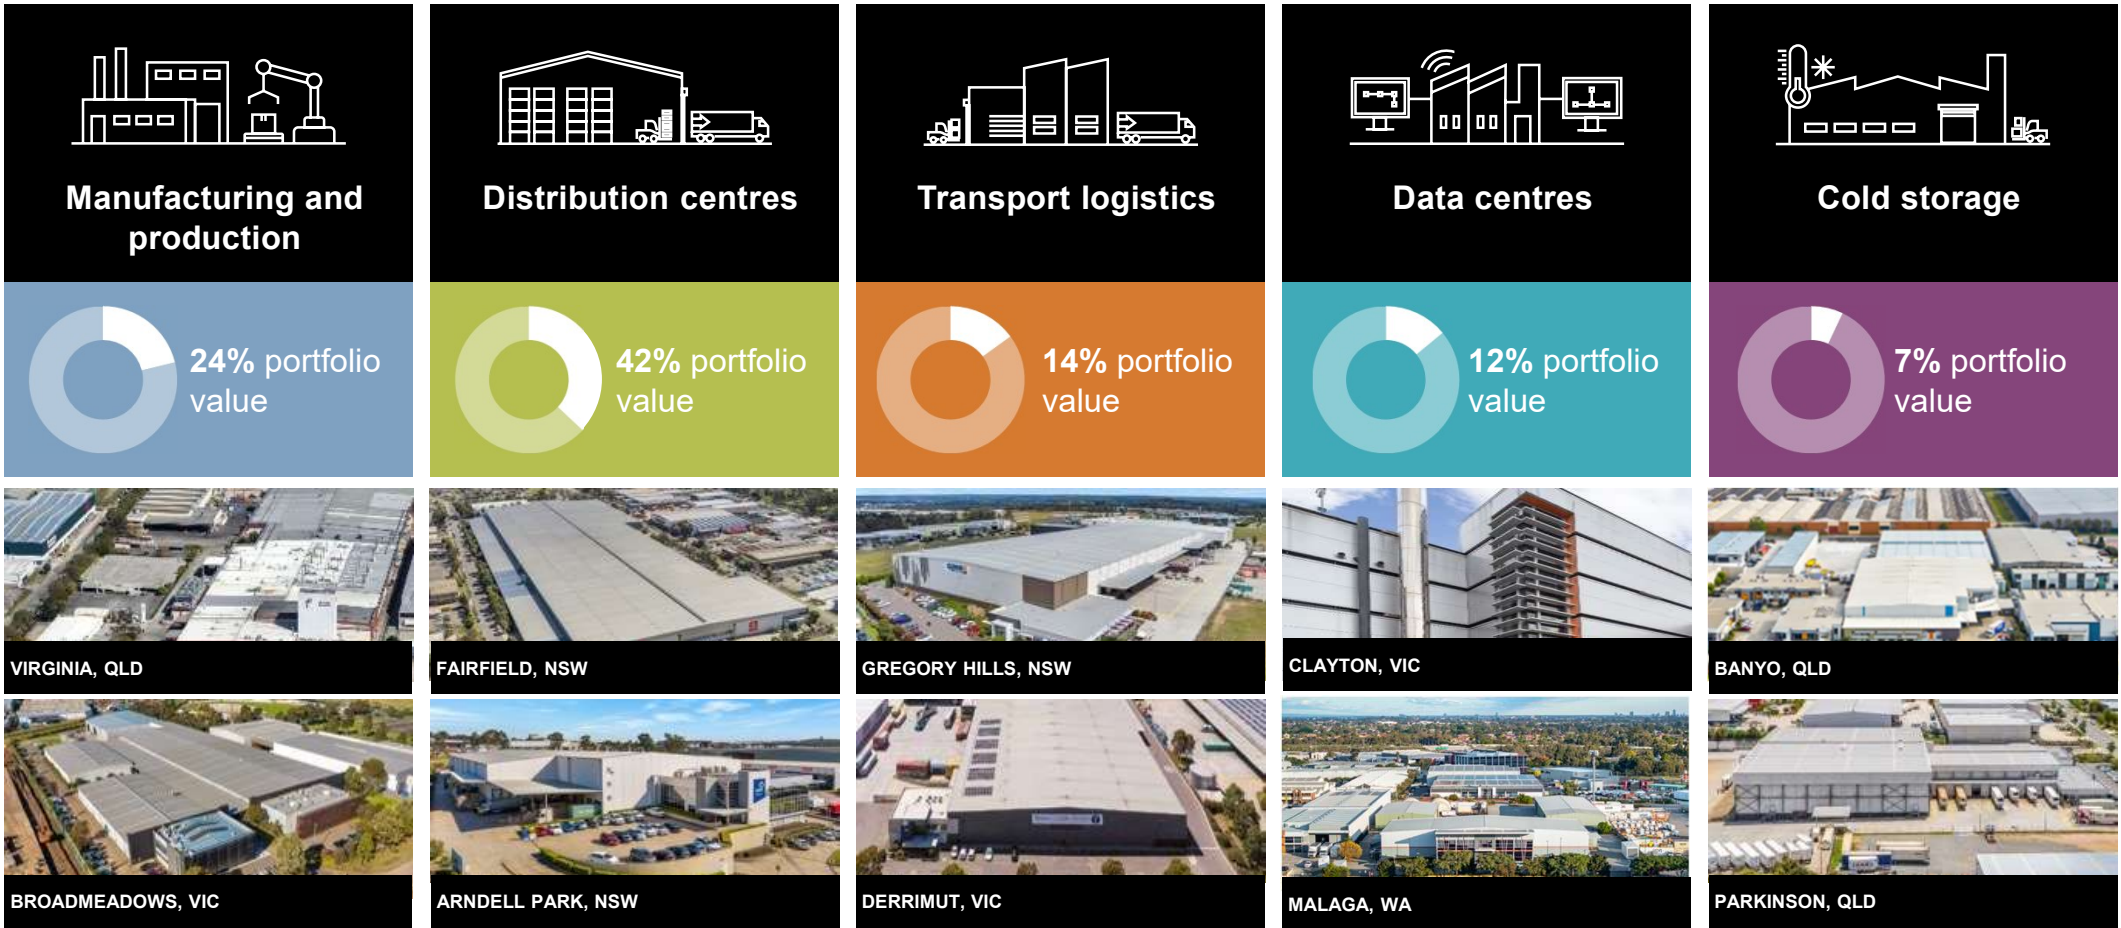 Manufacturing and
production
Distribution centres
Transport logistics
Data centres
Cold storage
24% portfolio
value
42% portfolio
value
14% portfolio
value
12% portfolio
value
7% portfolio
value
VIRGINIA, QLD
FAIRFIELD, NSW
GREGORY HILLS, NSW
CLAYTON, VIC
BANYO, QLD
BROADMEADOWS, VIC
ARNDELL PARK, NSW
DERRIMUT, VIC
MALAGA, WA
PARKINSON, QLD